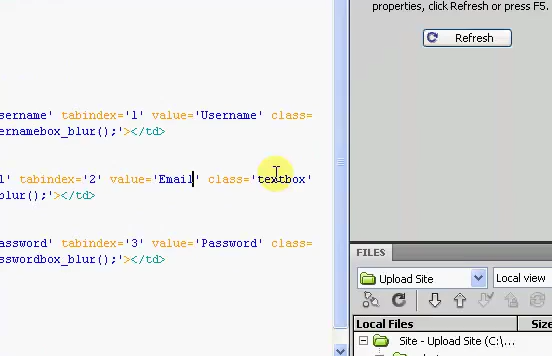 properties, click Refresh or press F5.
Refresh
sername' tabindex='1' value='Username' class=
ernamebox_blur();'></td>
l' tabindex='2' value='Email' class='textbox'
blur();'></td>
assword' tabindex='3' value='Password' class=
sswordbox_blur();'></td>
FILES
Upload Site
Local view
Local Files
Size
Site - Upload Site (C:\...